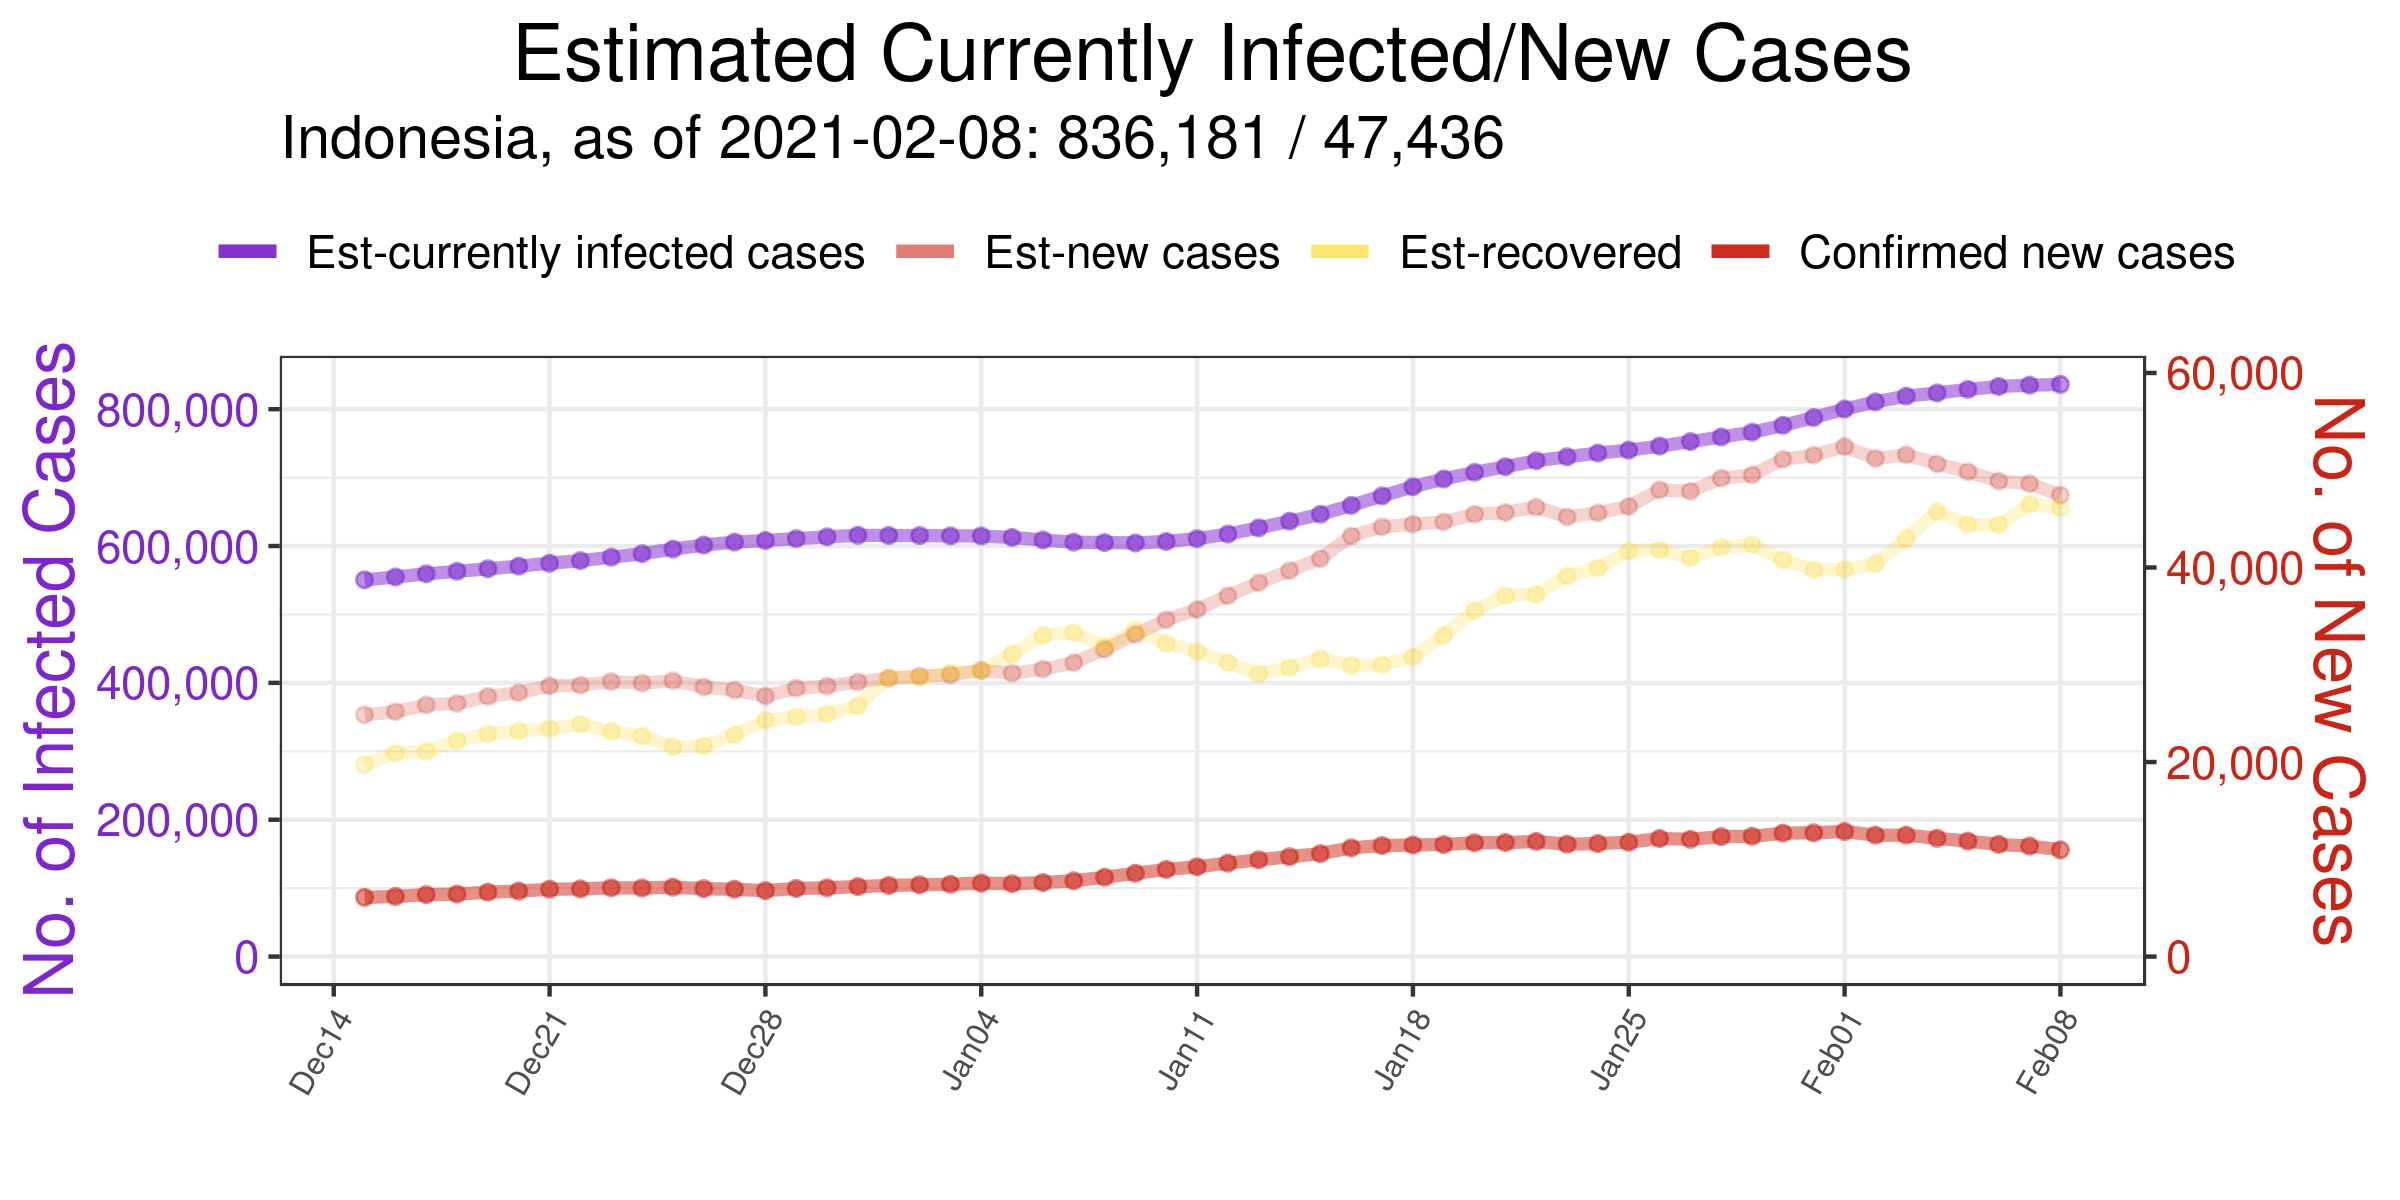 Estimated Currently Infected/New Cases
Indonesia, as of 2021-02-08: 836,181 / 47,436
Est-currently infected cases Est-new cases Est-recovered Confirmed new cases
No. of Infected Cases
800,000
600,000
400,000
200,000
0
60,000
40,000
20,000
0
No. of New Cases
Dec14 Dec21 Dec28 Jan04 Jan11 Jan18 Jan25 Feb01 Feb08